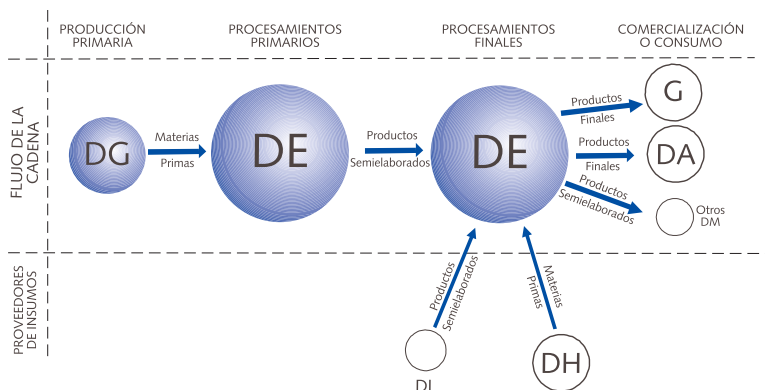 PRODUCCIÓN
PRIMARIA
PROCESAMIENTOS
PRIMARIOS
PROCESAMIENTOS
FINALES
COMERCIALIZACIÓN
O CONSUMO
FLUJO DE LA
CADENA
DG
Materias
Primas
DE
Productos
Semielaborados
DE
Productos
Finales
G
Productos
Finales
DA
Productos
Semielaborados
Otros
DM
PROVEEDORES
DE INSUMOS
Productos
Semielaborados
Materias
Primas
DH